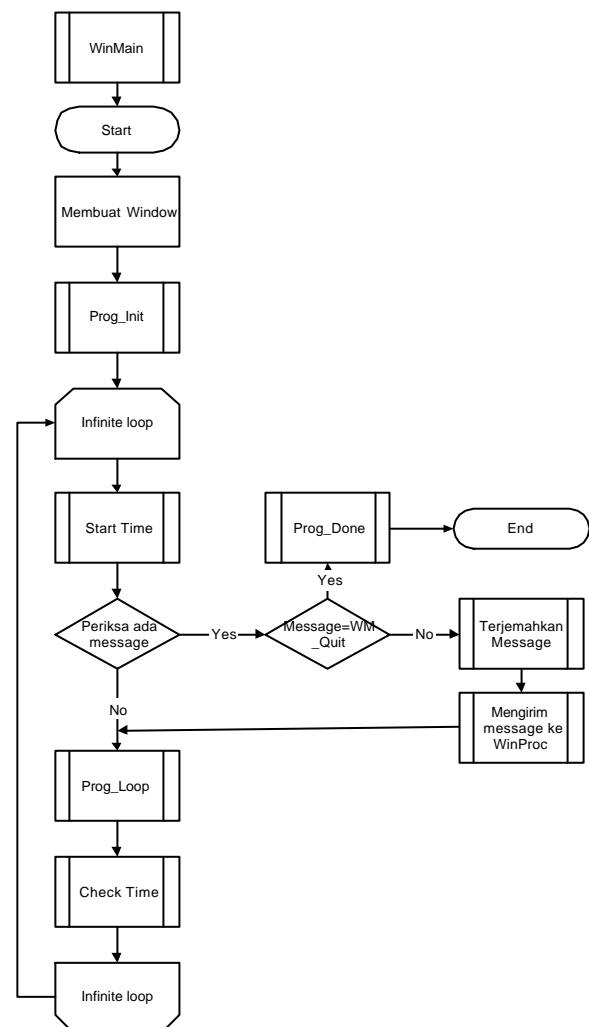 WinMain
Start
Membuat Window
Prog_Init
Infinite loop
Start Time
Prog_Done
End
Yes
Periksa ada
message
Yes
Message=WM
_Quit
No
Terjemahkan
Message
No
Mengirim
message ke
WinProc
Prog_Loop
Check Time
Infinite loop